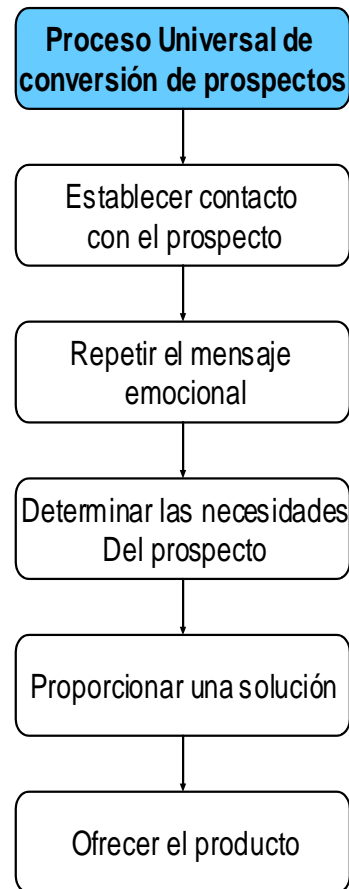 Proceso Universal de
conversión de prospectos
Establecer contacto
con el prospecto
Repetir el mensaje
emocional
Determinar las necesidades
Del prospecto
Proporcionar una solución
Ofrecer el producto